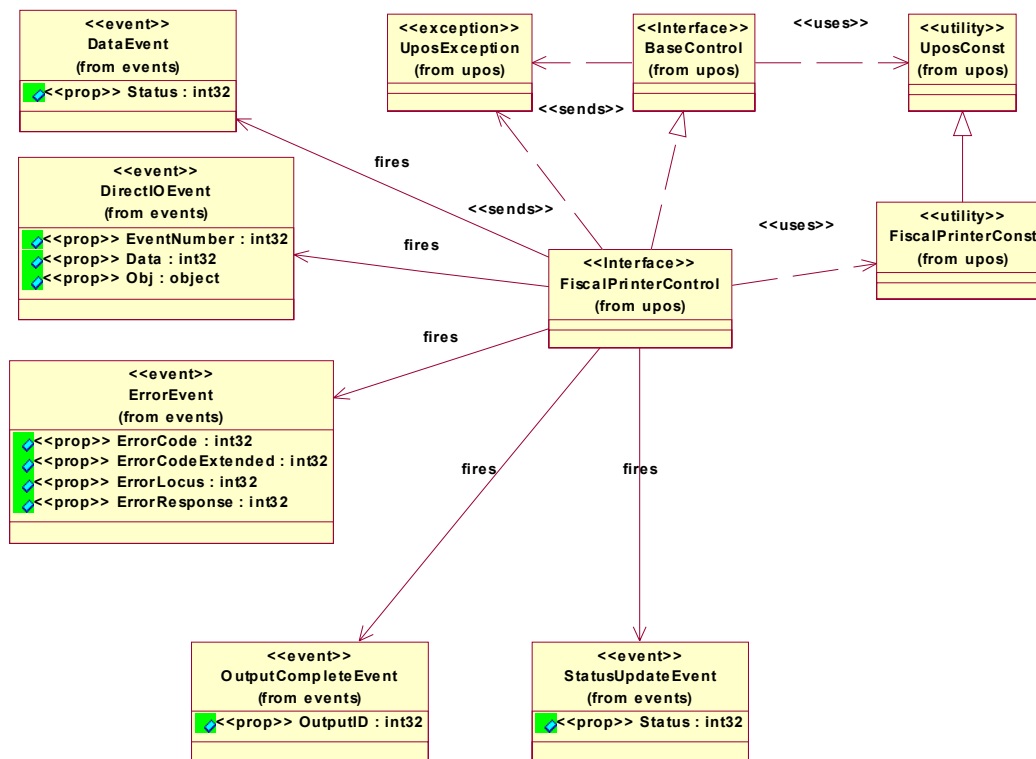 <<event>>
DataEvent
(from events)
<<prop>> Status : int32
<<exception>>
UposException
(from upos)
<<Interface>>
BaseControl
(from upos)
<<uses>>
<<utility>>
UposConst
(from upos)
<<sends>>
fires
<<event>>
DirectIOEvent
(from events)
<<prop>> EventNumber : int32
<<prop>> Data : int32
<<prop>> Obj : object
<<sends>>
fires
<<uses>>
<<utility>>
FiscalPrinterConst
(from upos)
<<Interface>>
FiscalPrinterControl
(from upos)
fires
<<event>>
ErrorEvent
(from events)
<<prop>> ErrorCode : int32
<<prop>> ErrorCodeExtended : int32
<<prop>> ErrorLocus : int32
<<prop>> ErrorResponse : int32
fires
fires
<<event>>
OutputCompleteEvent
(from events)
<<prop>> OutputID : int32
<<event>>
StatusUpdateEvent
(from events)
<<prop>> Status : int32